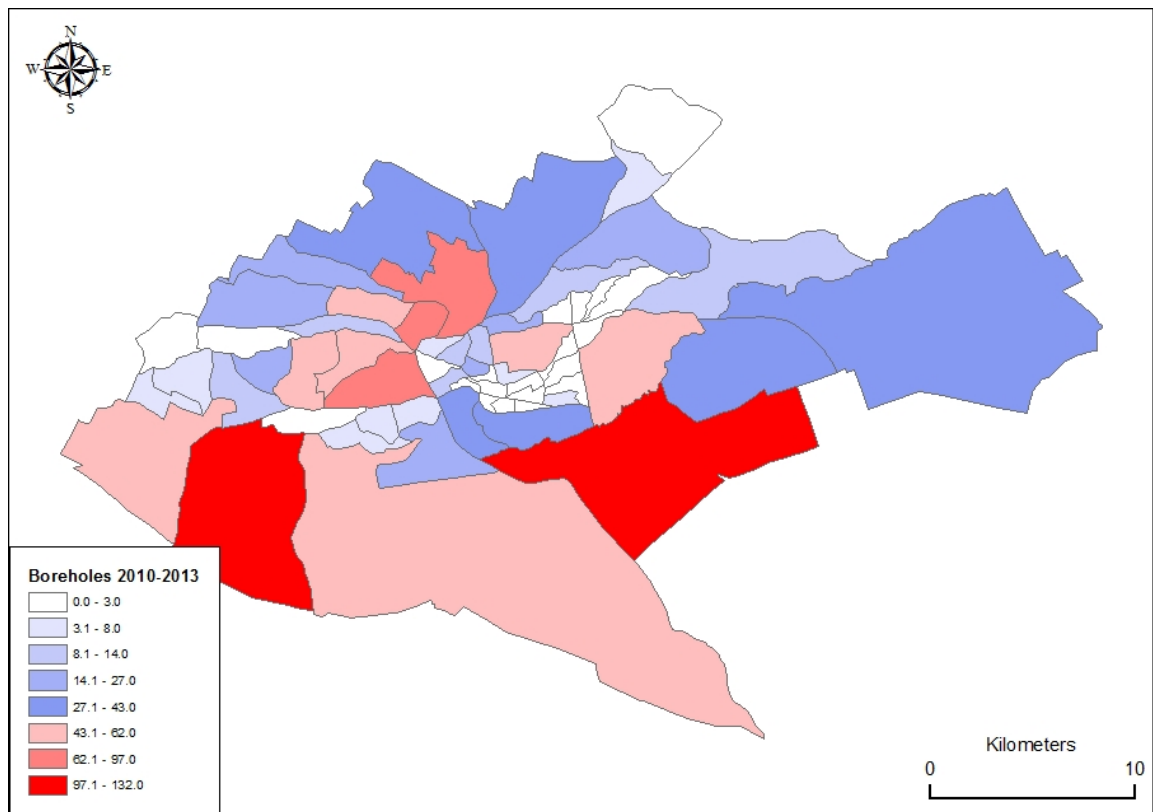 N
W E
S
Boreholes 2010-2013
0.0 - 3.0
3.1 - 8.0
8.1 - 14.0
14.1 - 27.0
27.1 - 43.0
43.1 - 62.0
62.1 - 97.0
97.1 - 132.0
Kilometers
0 10